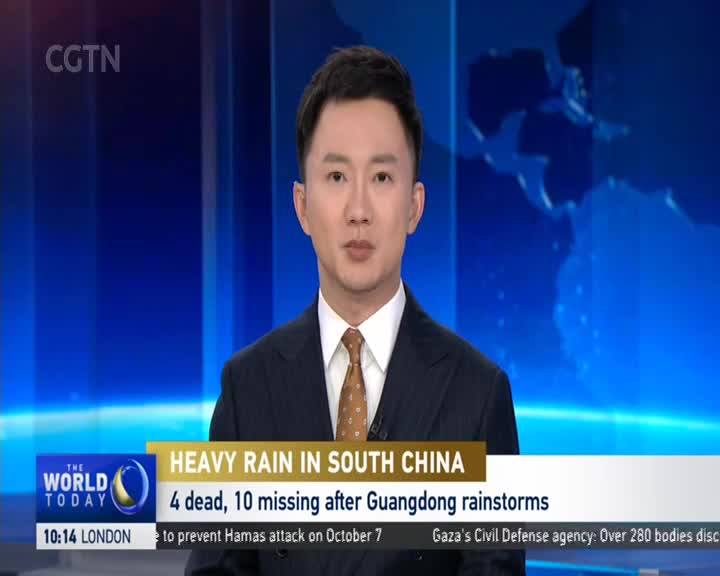 CGTN
HEAVY RAIN IN SOUTH CHINA
THE
WORLD
TODAY
4 dead, 10 missing after Guangdong rainstorms
10:14 LONDON
to prevent Hamas attack on October 7 Gaza's Civil Defense agency: Over 280 bodies